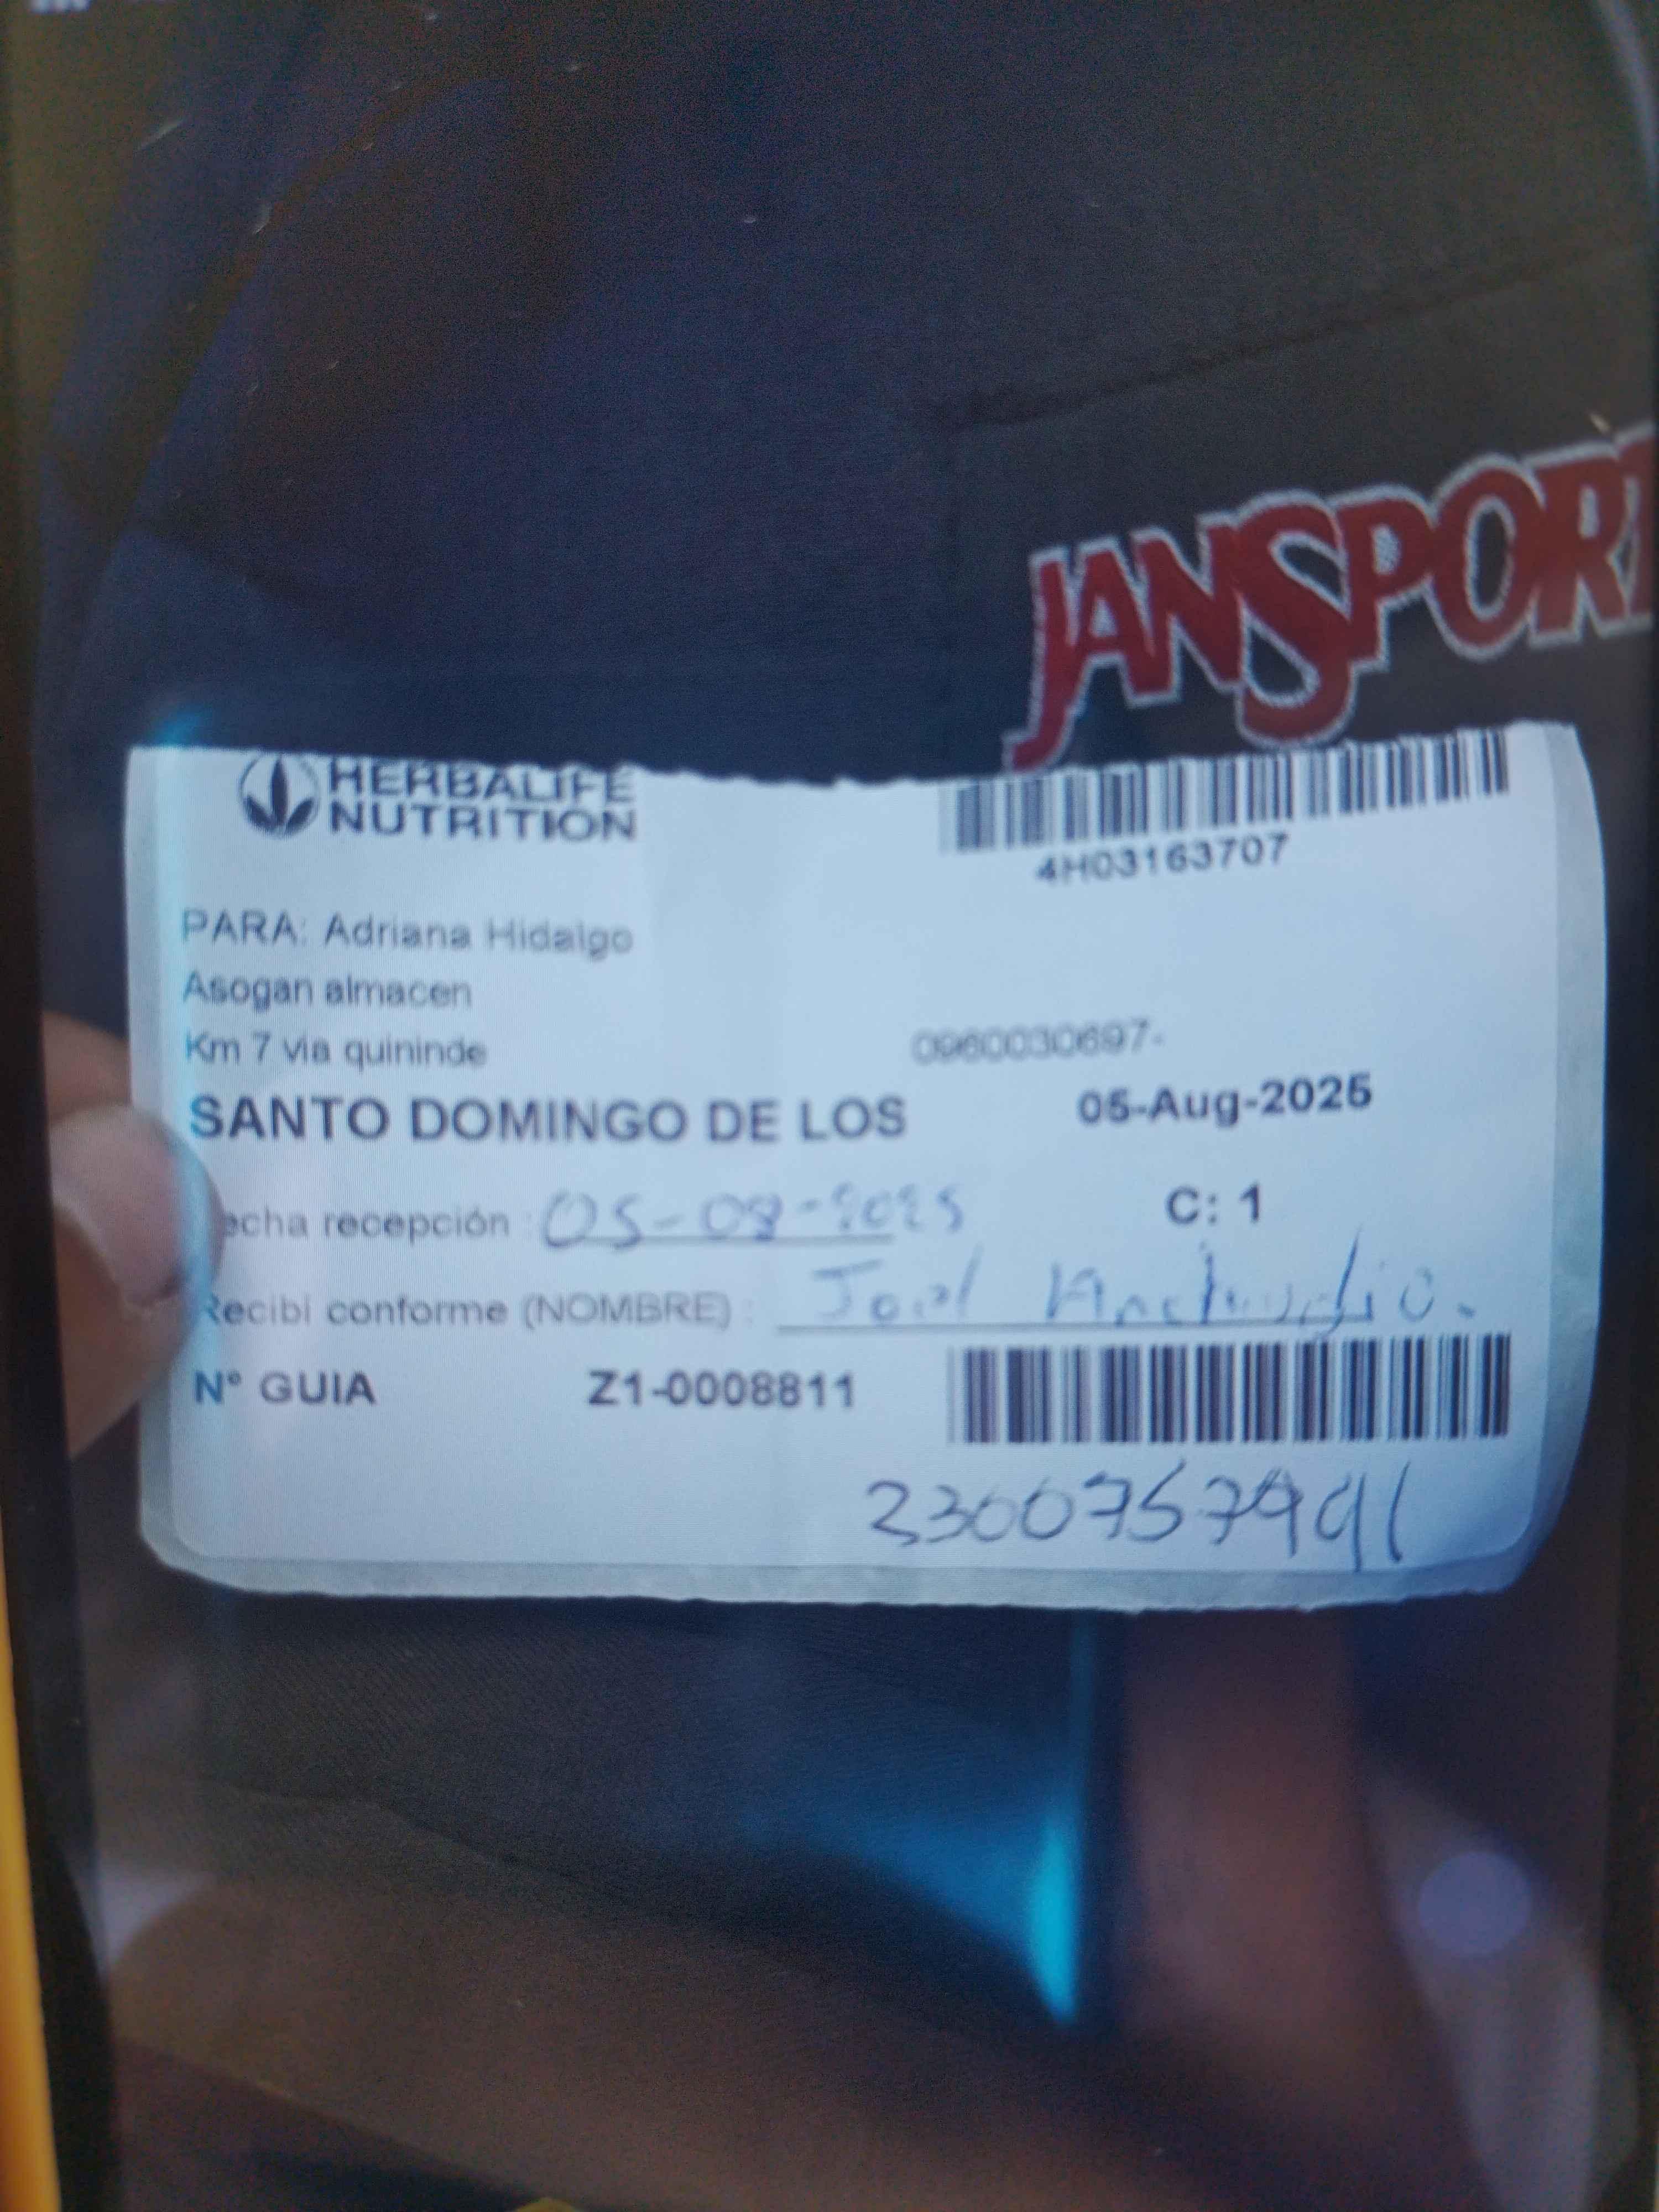 JANSPORT
HERBALIFE
NUTRITION
4H03163707
PARA: Adriana Hidalgo
Asogan almacen
Km 7 via quininde
0960030697-
SANTO DOMINGO DE LOS
05-Aug-2025
echa recepción : 05-08-2025
C: 1
Recibi conforme (NOMBRE) : Joel
N° GUIA
Z1-0008811